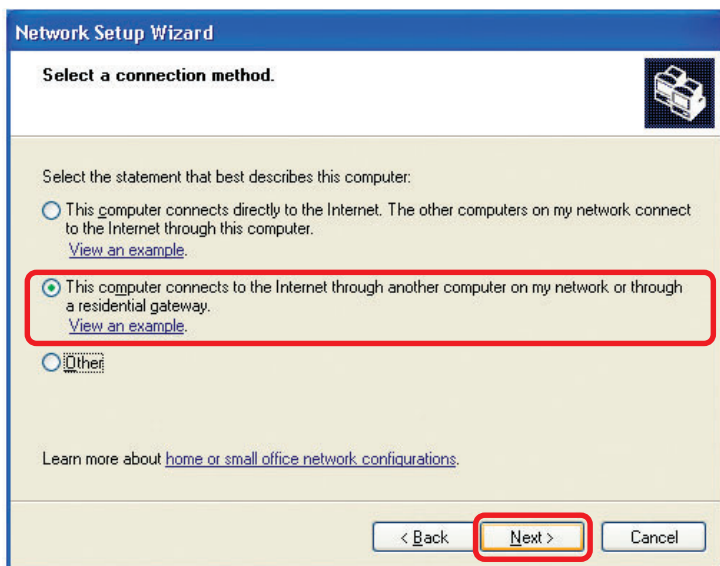 Network Setup Wizard
Select a connection method.
Select the statement that best describes this computer:
This computer connects directly to the Internet. The other computers on my network connect
to the Internet through this computer.
View an example.
This computer connects to the Internet through another computer on my network or through
a residential gateway.
View an example.
Other
Learn more about home or small office network configurations.
< Back Next > Cancel